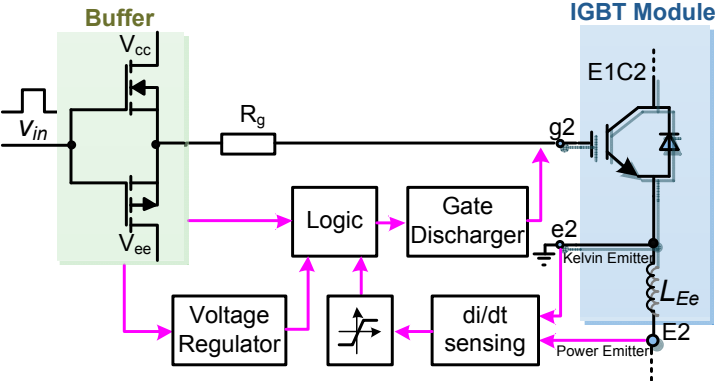 Buffer
IGBT Module
Vcc
E1C2
vin
Rg
g2
Logic
Gate
Discharger
Vee
e2
Kelvin Emitter
LEe
Voltage
Regulator
di/dt
sensing
E2
Power Emitter